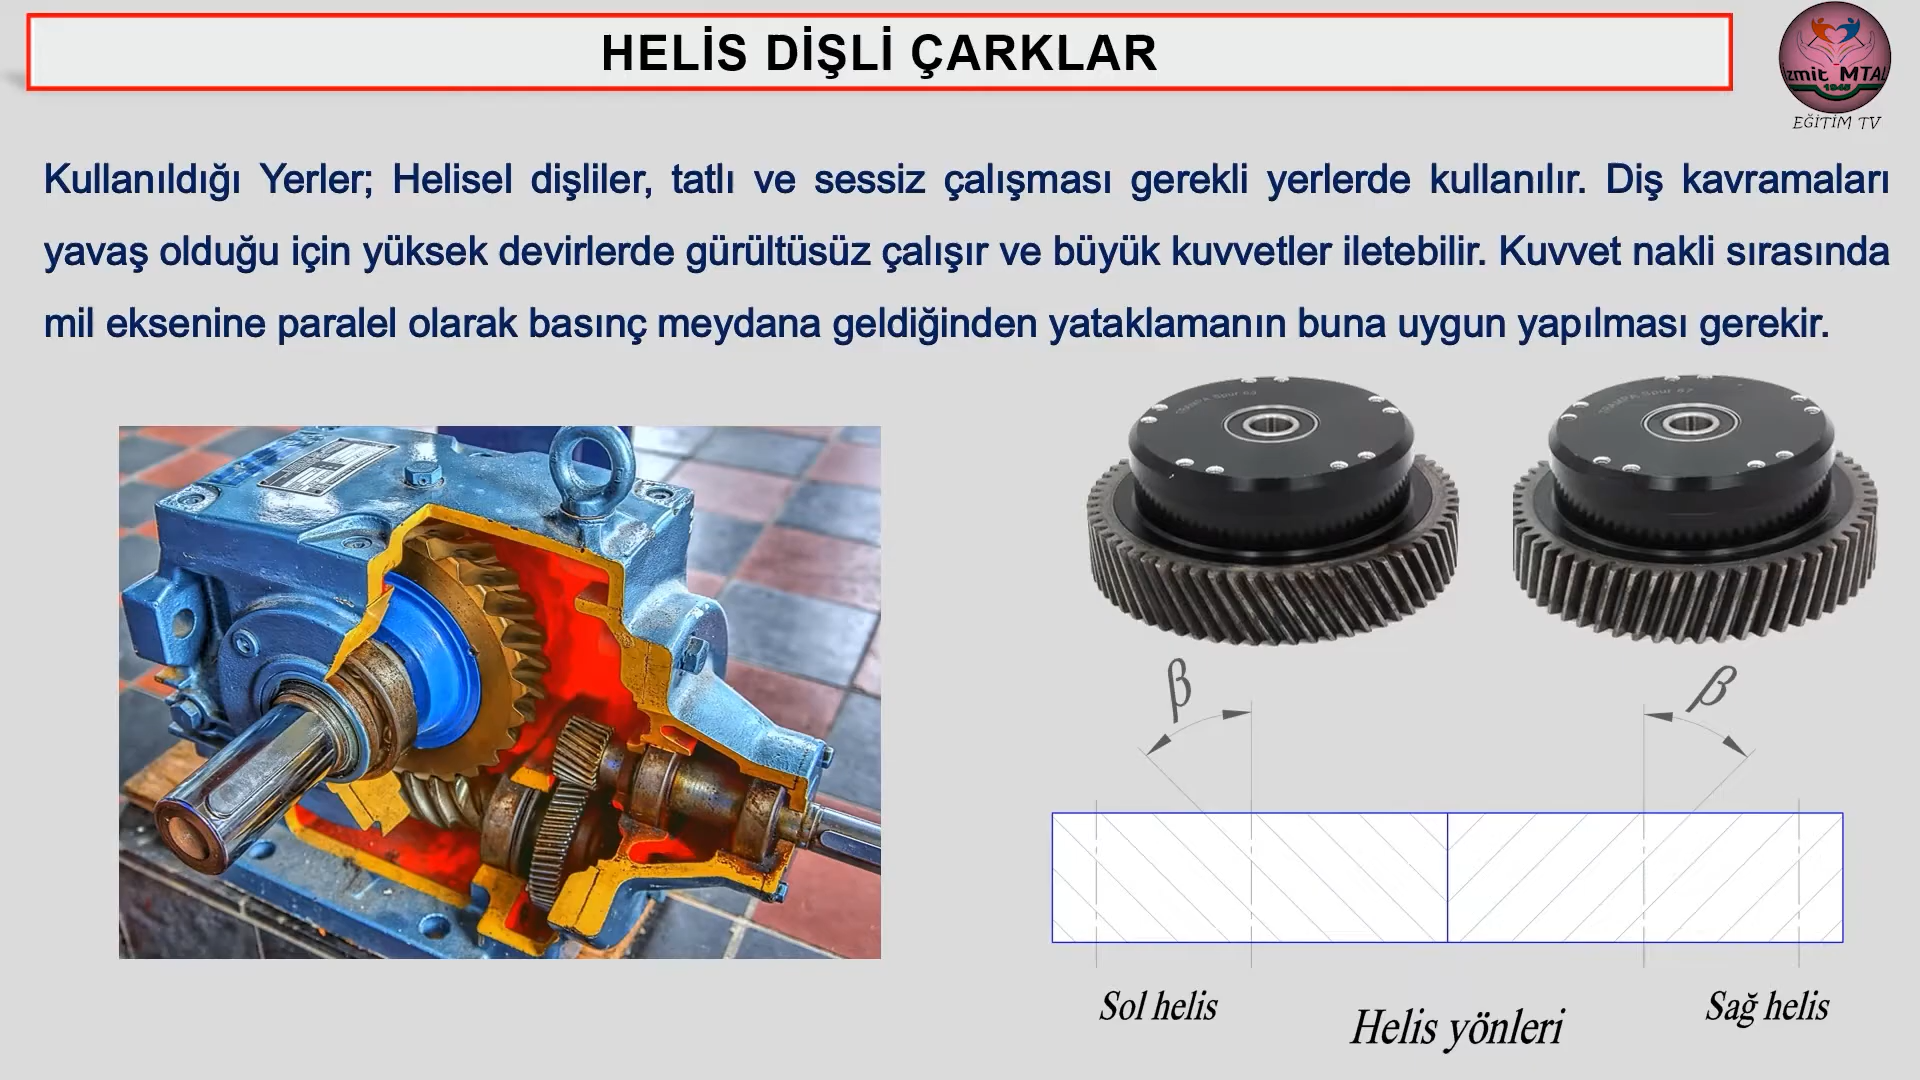 HELİS DİŞLİ ÇARKLAR
İzmit MTAL
1945
EĞİTİM TV
Kullanıldığı Yerler; Helisel dişliler, tatlı ve sessiz çalışması gerekli yerlerde kullanılır. Diş kavramaları
yavaş olduğu için yüksek devirlerde gürültüsüz çalışır ve büyük kuvvetler iletebilir. Kuvvet nakli sırasında
mil eksenine paralel olarak basınç meydana geldiğinden yataklamanın buna uygun yapılması gerekir.
β
β
Sol helis
Helis yönleri
Sağ helis